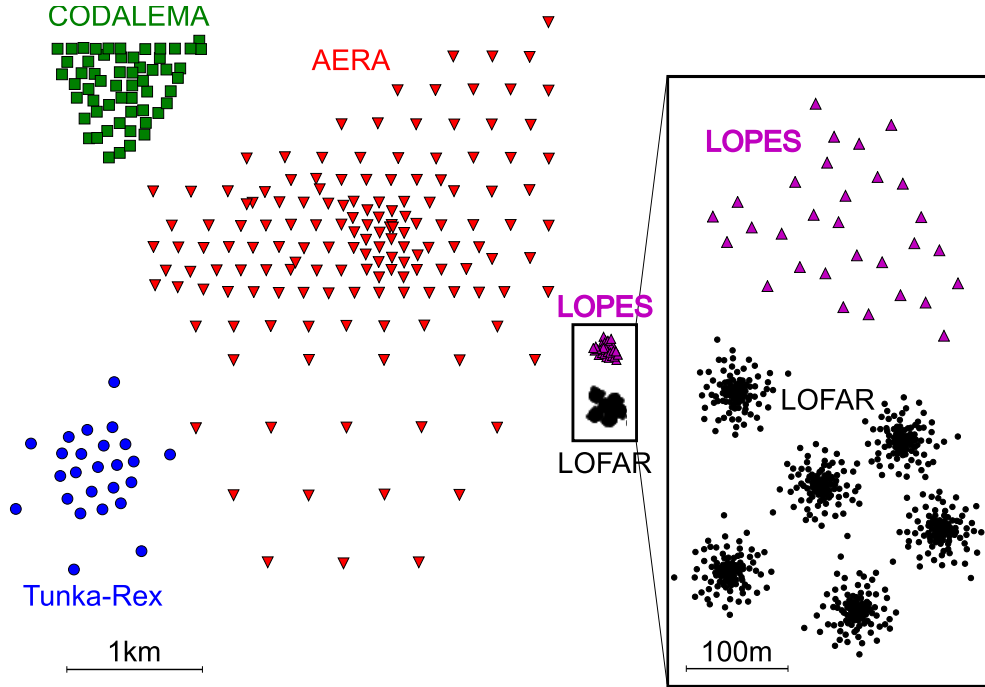 CODALEMA
AERA
LOPES
LOPES
LOFAR
LOFAR
Tunka-Rex
1km
100m